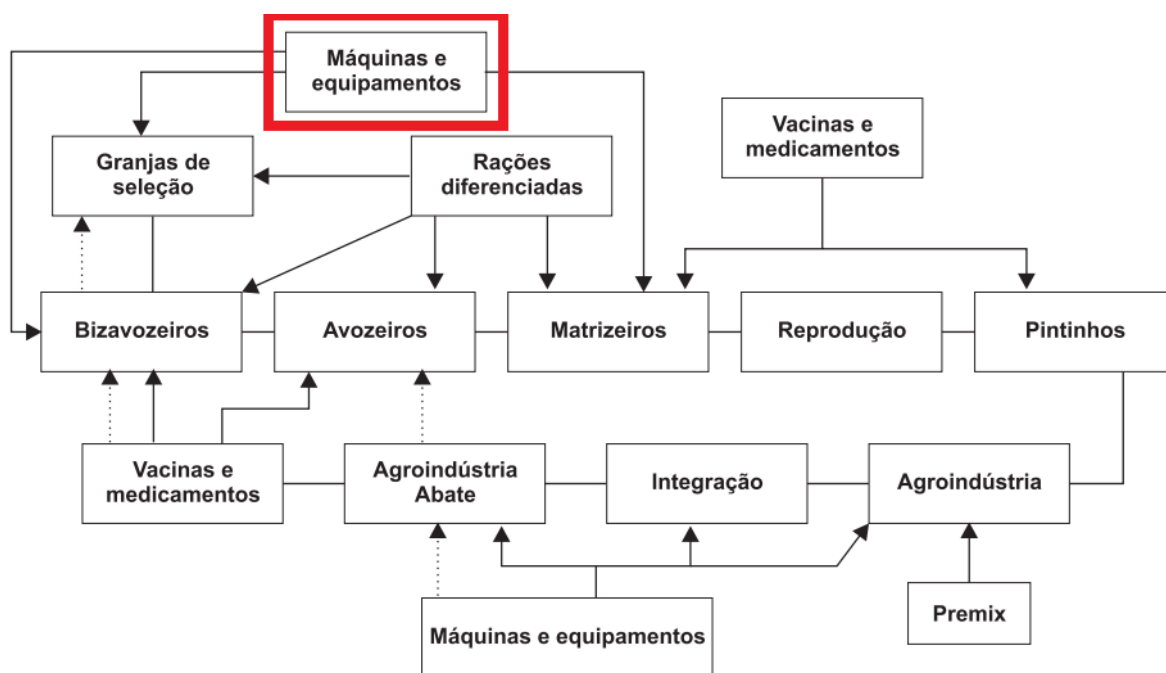 Máquinas e
equipamentos
Vacinas e
medicamentos
Granjas de
seleção
Rações
diferenciadas
Bizavozeiros
Avozeiros
Matrizeiros
Reprodução
Pintinhos
Vacinas e
medicamentos
Agroindústria
Abate
Integração
Agroindústria
Máquinas e equipamentos
Premix